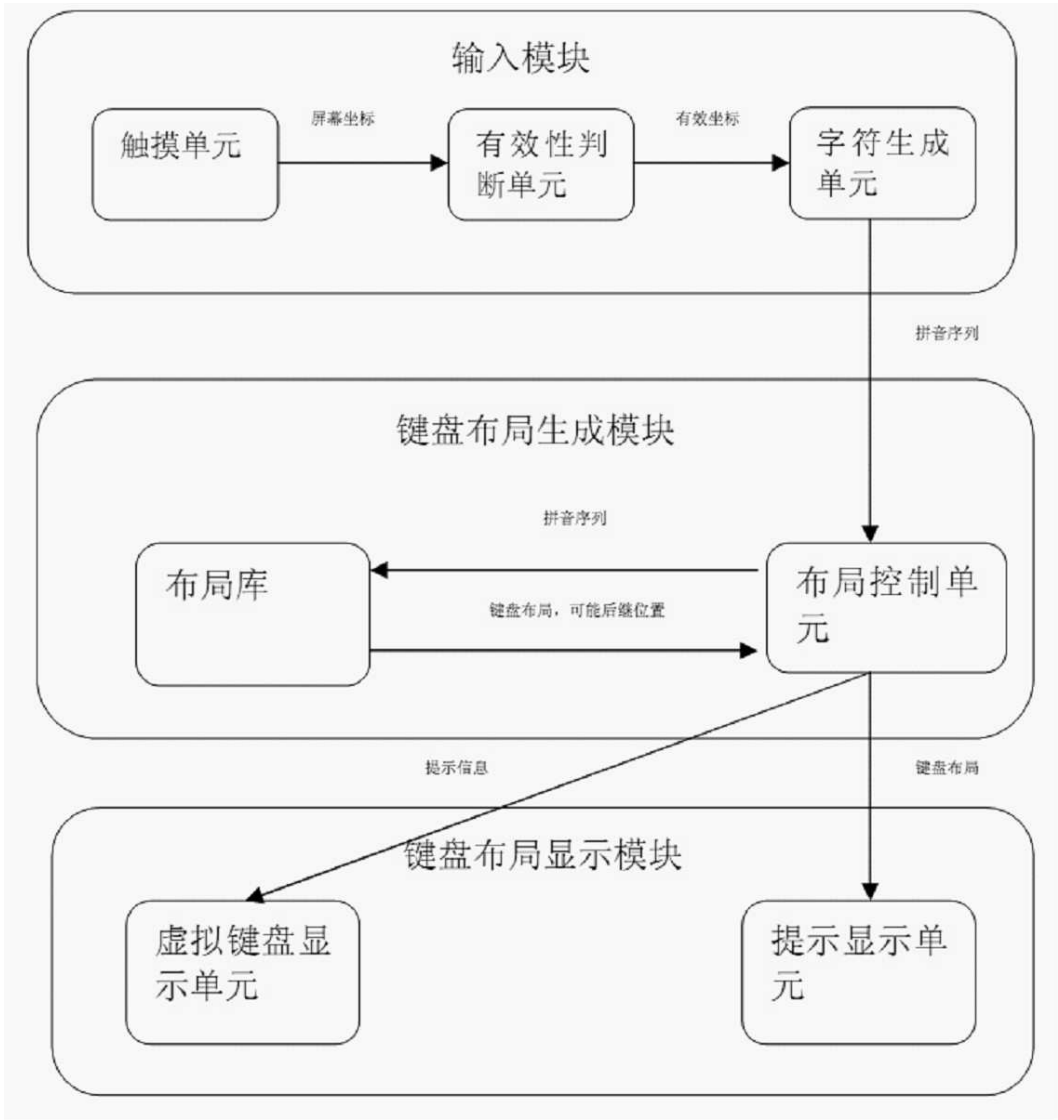 输入模块
屏幕坐标
有效坐标
触摸单元
有效性判
断单元
字符生成
单元
拼音序列
键盘布局生成模块
拼音序列
布局库
键盘布局，可能后继位置
布局控制单
元
提示信息
键盘布局
键盘布局显示模块
虚拟键盘显
示单元
提示显示单
元